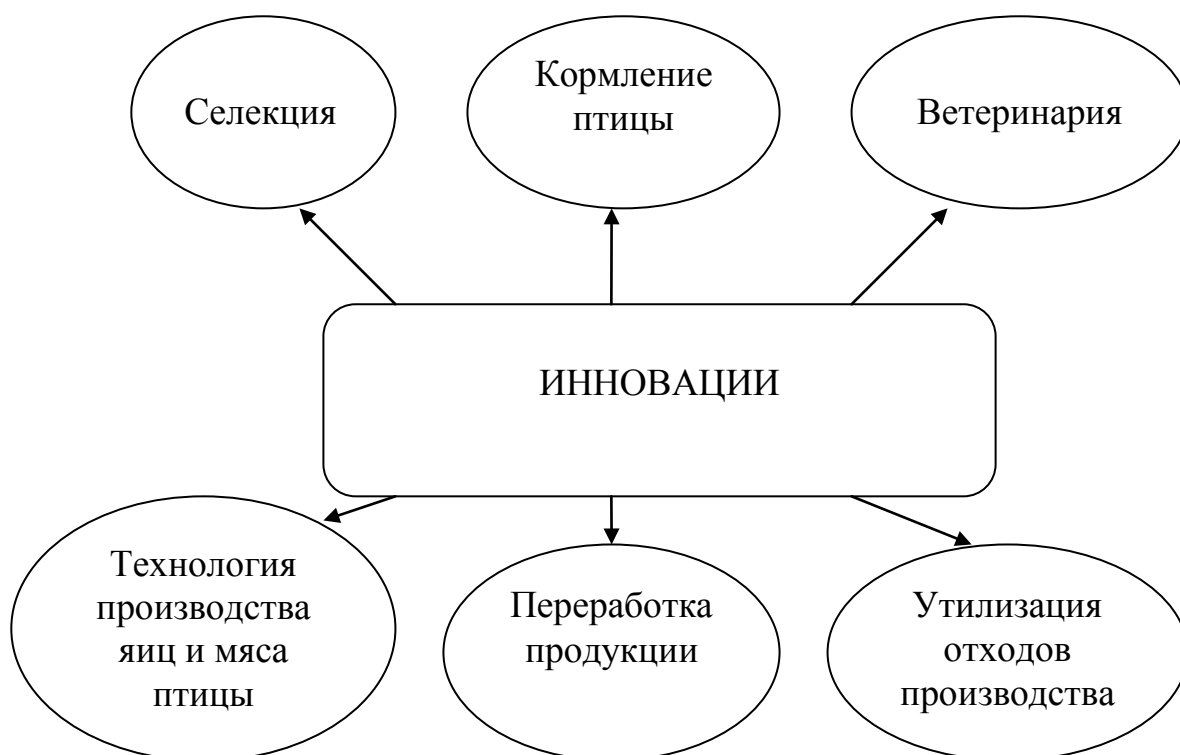 Селекция
Кормление
птицы
Ветеринария
ИННОВАЦИИ
Технология
производства
яиц и мяса
птицы
Переработка
продукции
Утилизация
отходов
производства